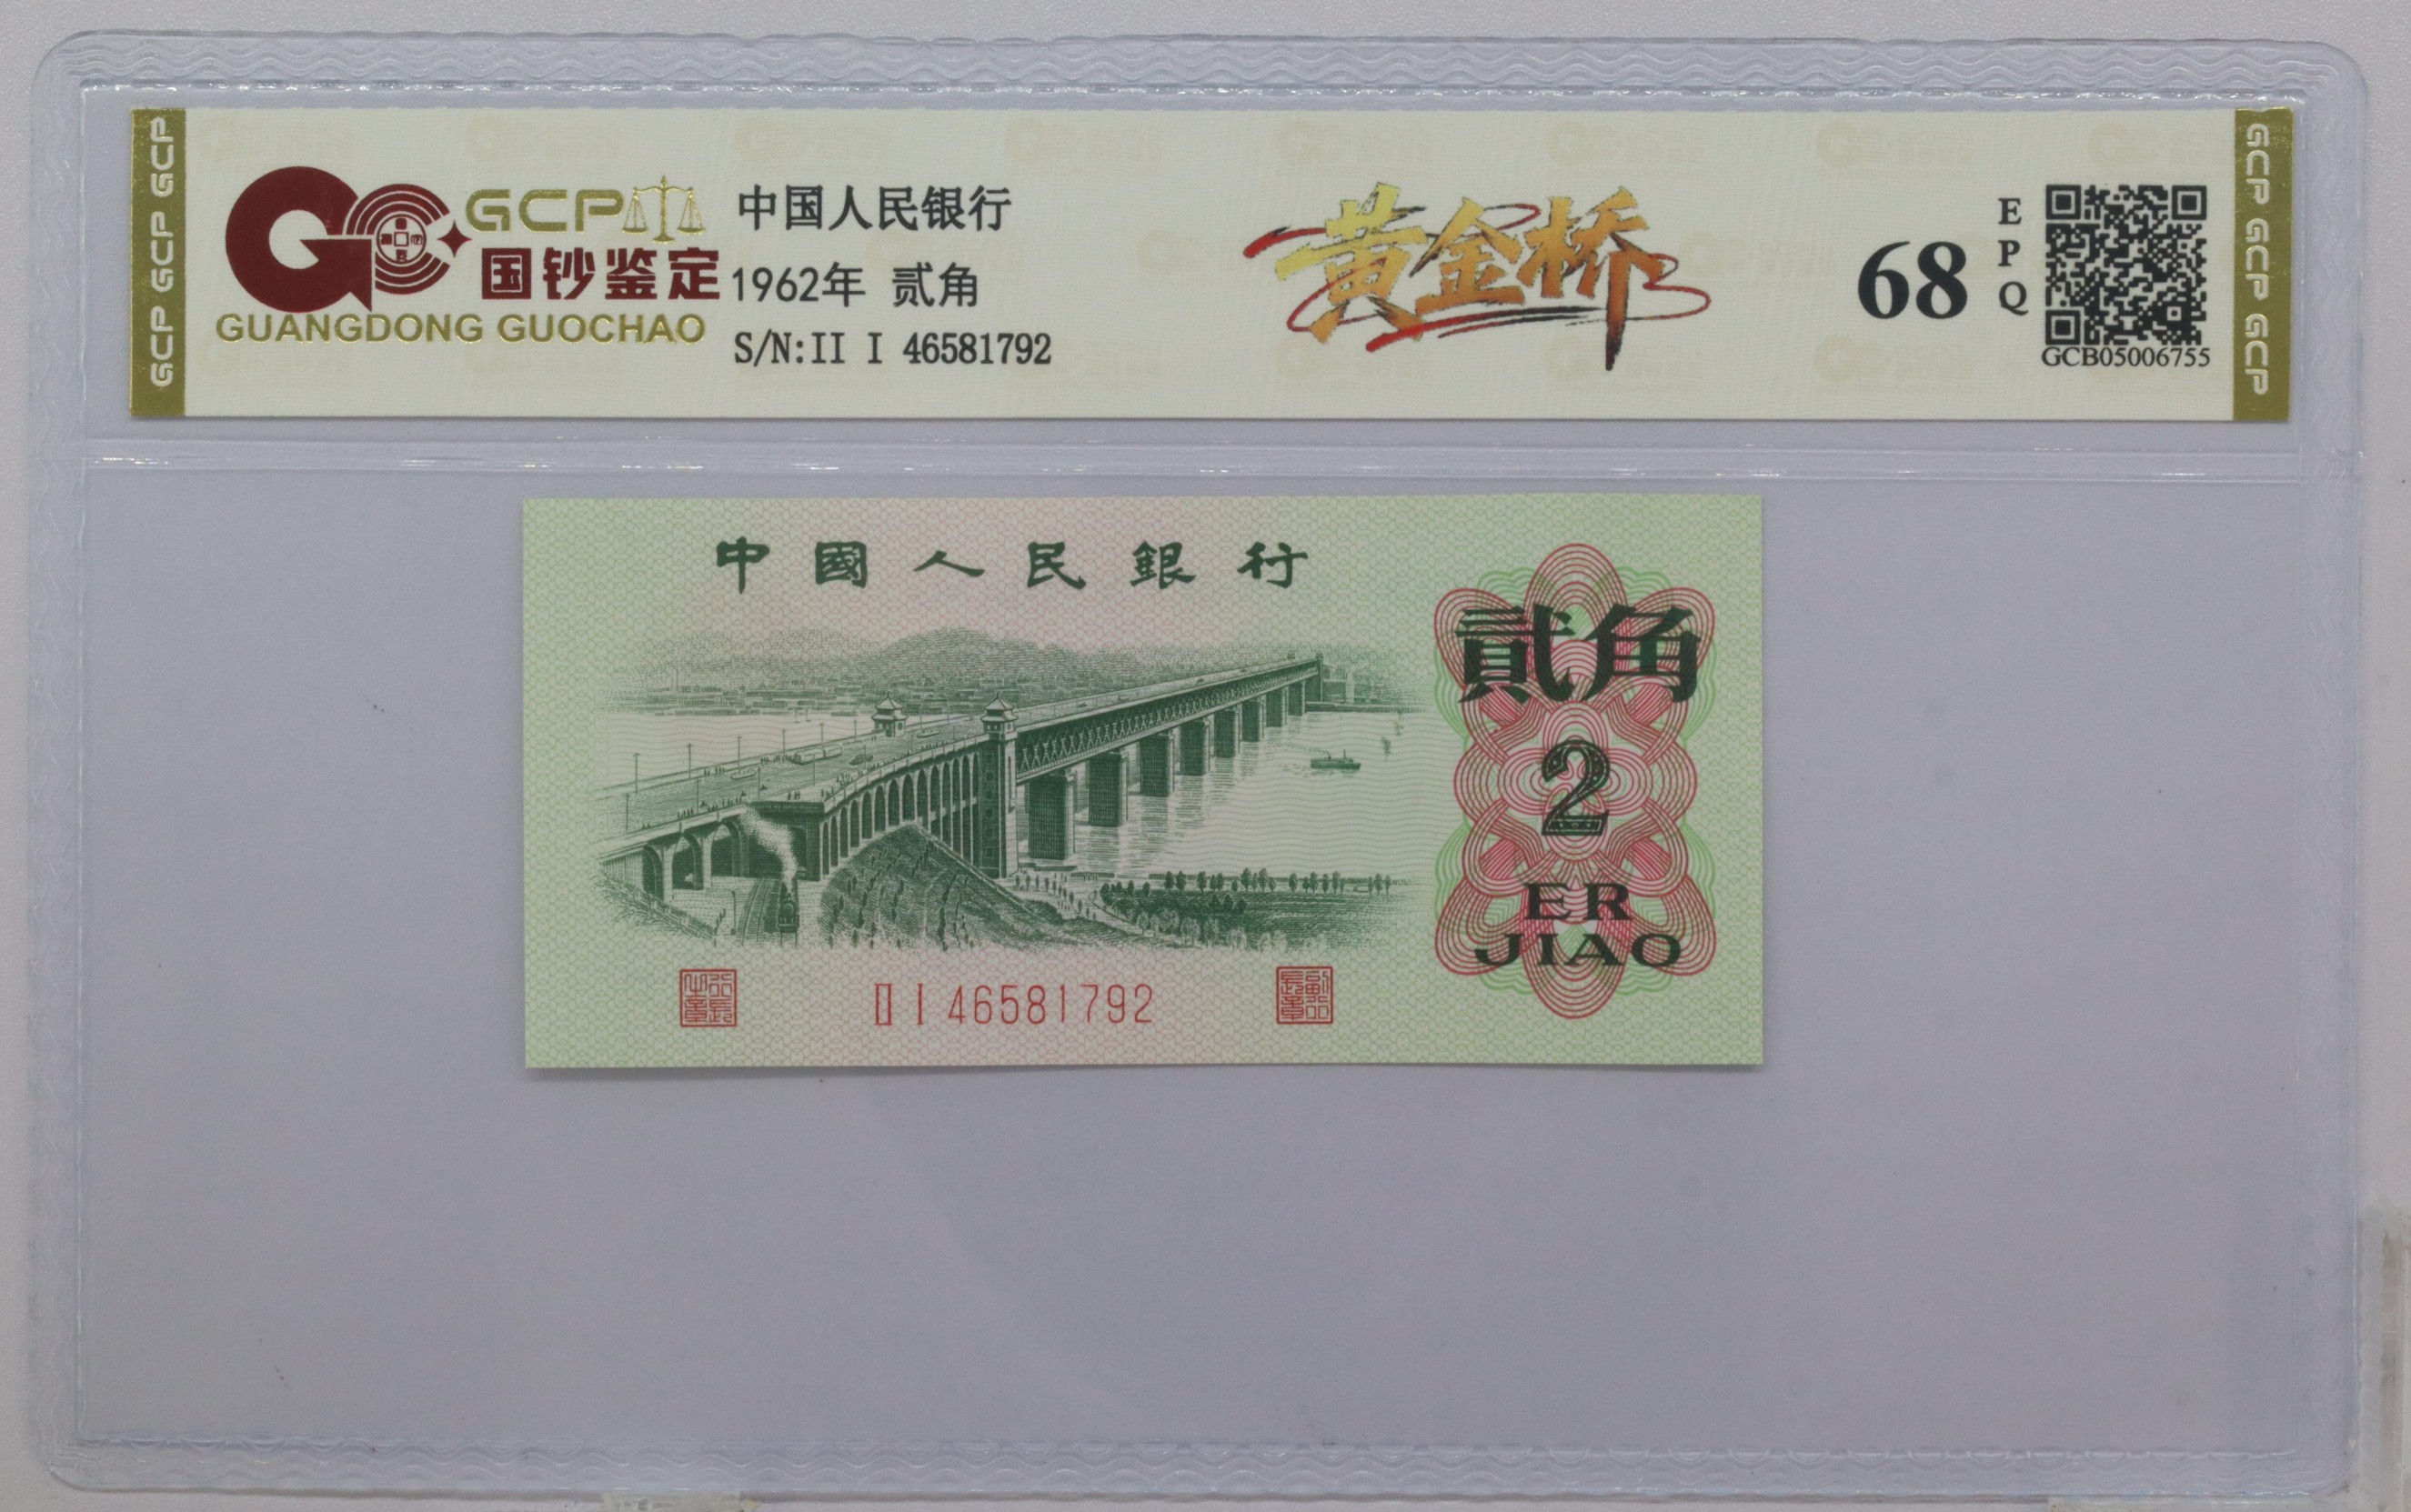 GCP GCP GCP
GCP
国钞鉴定
GUANGDONG GUOCHAO
中国人民银行
1962年 贰角
S/N:II I 46581792
黄金桥
68
EPQ
GCB05006755
GCP GCP GCP
中國人民銀行
貳角
2
ER
JIAO
II I 46581792